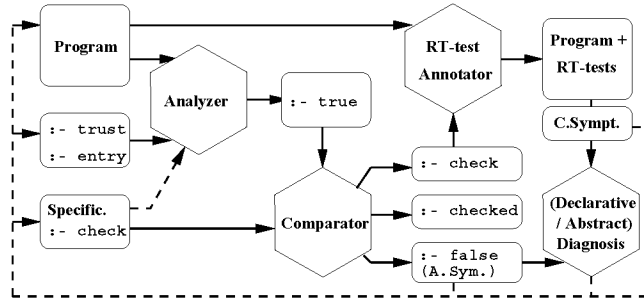 Program
RT-test
Annotator
Program +
RT-tests
Analyzer
:- true
C.Sympt.
:- trust
:- entry
:- check
Specific.
:- check
Comparator
:- checked
(Declarative
/ Abstract)
Diagnosis
:- false
(A.Sym.)